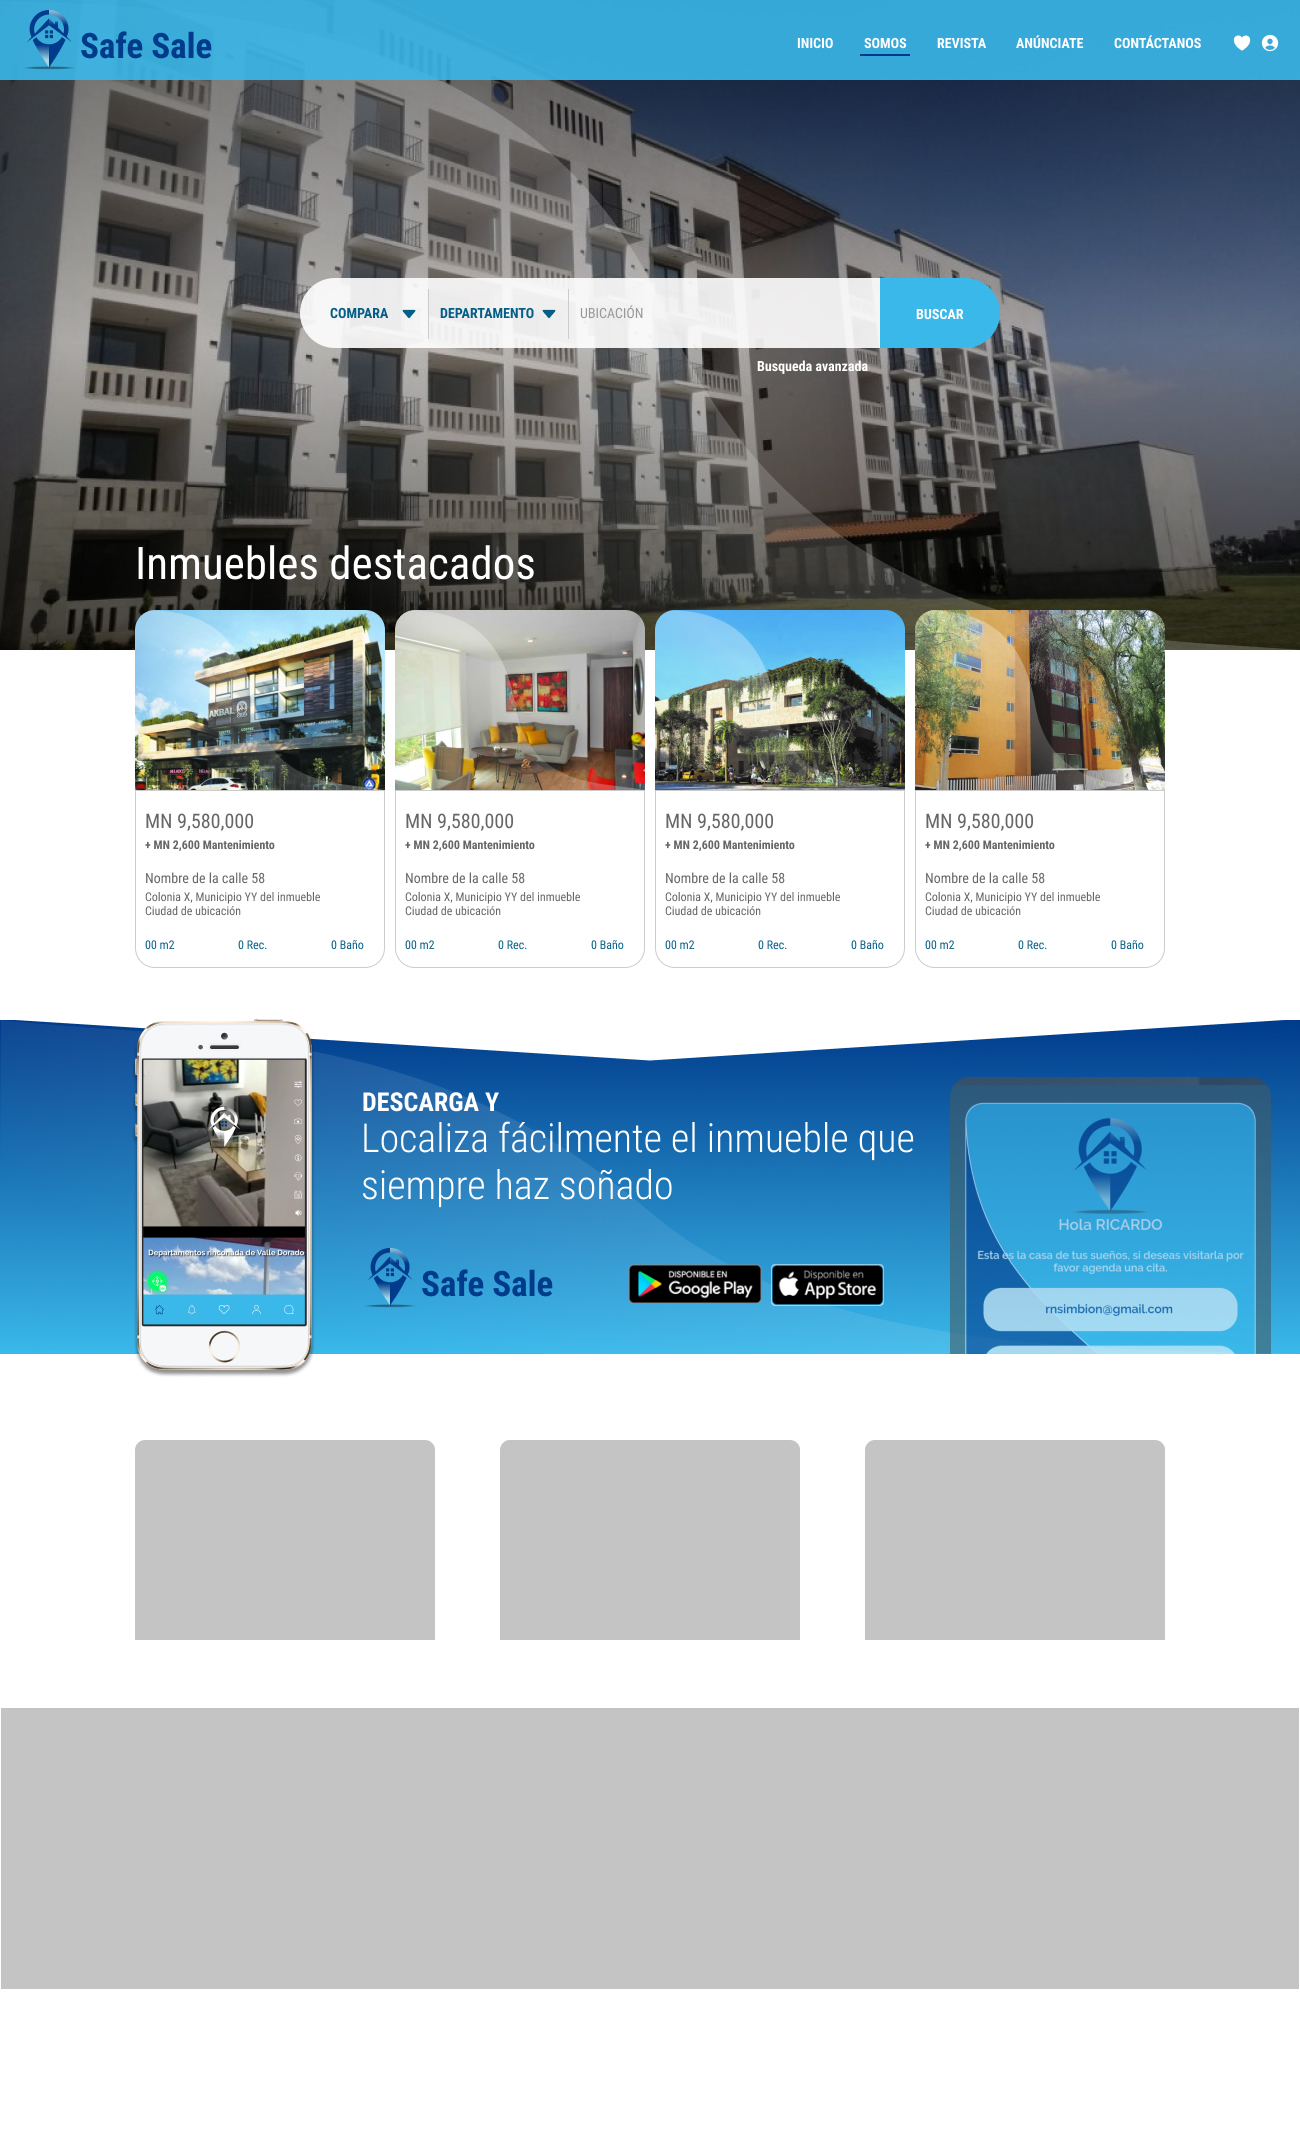 Safe Sale
INICIO
SOMOS
REVISTA
ANÚNCIATE
CONTÁCTANOS
COMPARA
DEPARTAMENTO
UBICACIÓN
BUSCAR
Busqueda avanzada
Inmuebles destacados
AKBAL
MN 9,580,000
+ MN 2,600 Mantenimiento
Nombre de la calle 58
Colonia X, Municipio YY del inmueble
Ciudad de ubicación
00 m2
0 Rec.
0 Baño
MN 9,580,000
+ MN 2,600 Mantenimiento
Nombre de la calle 58
Colonia X, Municipio YY del inmueble
Ciudad de ubicación
00 m2
0 Rec.
0 Baño
MN 9,580,000
+ MN 2,600 Mantenimiento
Nombre de la calle 58
Colonia X, Municipio YY del inmueble
Ciudad de ubicación
00 m2
0 Rec.
0 Baño
MN 9,580,000
+ MN 2,600 Mantenimiento
Nombre de la calle 58
Colonia X, Municipio YY del inmueble
Ciudad de ubicación
00 m2
0 Rec.
0 Baño
Departamentos rinconada de Valle Dorado
DESCARGA Y
Localiza fácilmente el inmueble que
siempre haz soñado
Safe Sale
DISPONIBLE EN
Google Play
Disponible en
App Store
Hola RICARDO
Esta es la casa de tus sueños, si deseas visitarla por
favor agenda una cita.
rnsimbion@gmail.com